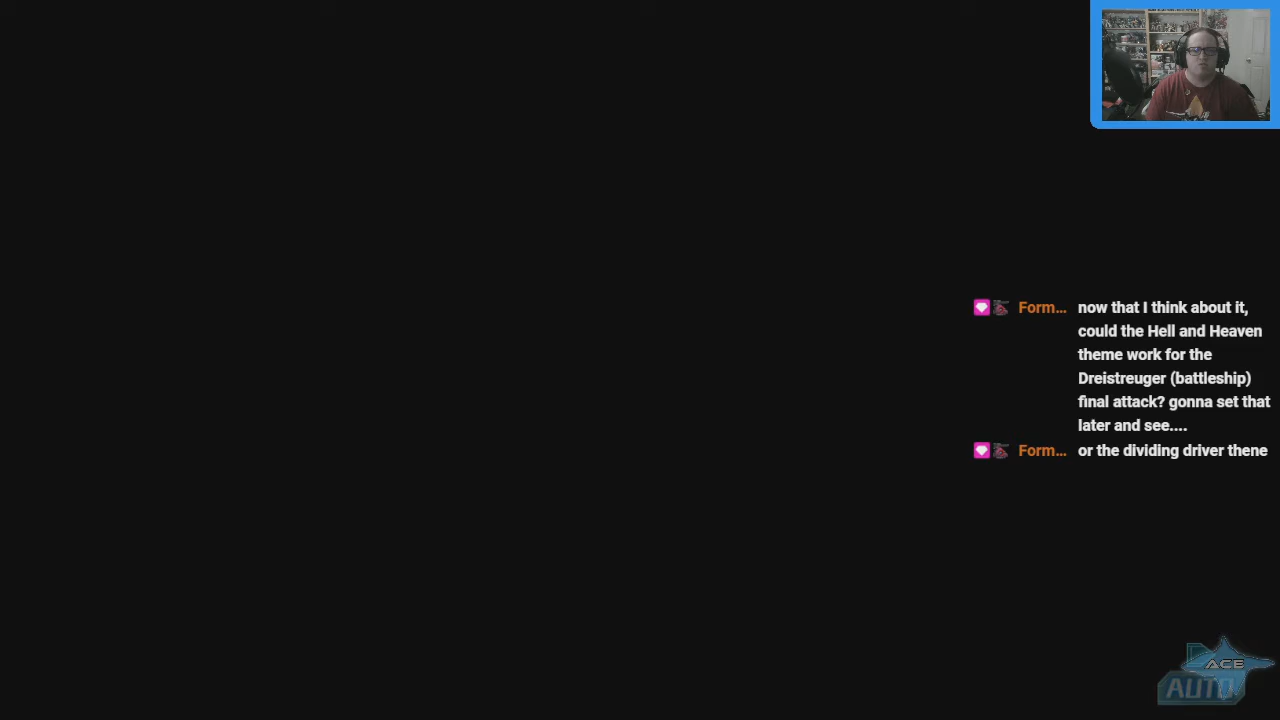 Form... now that I think about it,
could the Hell and Heaven
theme work for the
Dreistreuger (battleship)
final attack? gonna set that
later and see....
Form... or the dividing driver thene
ACE
AUTO